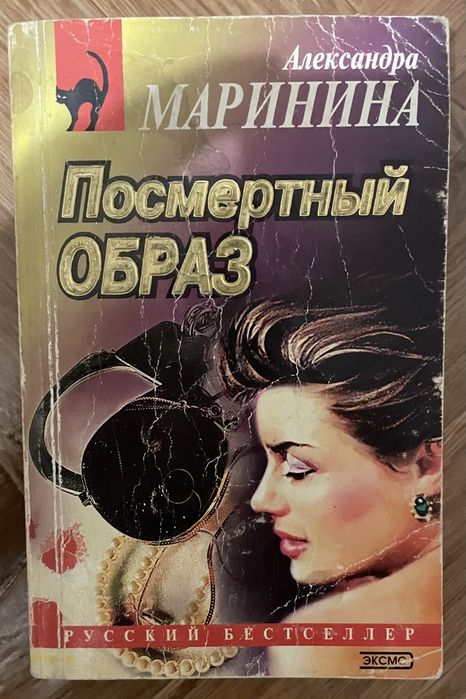 Александра
МАРИНИНА
Посмертный
ОБРАЗ
РУССКИЙ БЕСТСЕЛЛЕР
ЭКСМО